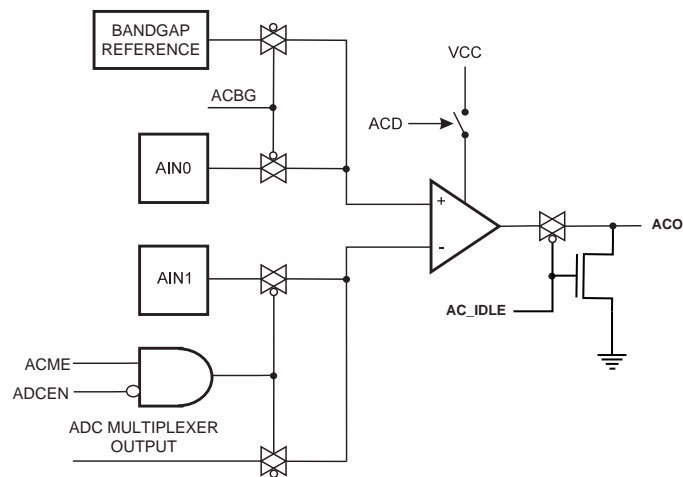 BANDGAP
REFERENCE
VCC
ACBG
ACD
AIN0
+
ACO
-
AIN1
AC_IDLE
ACME
ADCEN
ADC MULTIPLEXER
OUTPUT